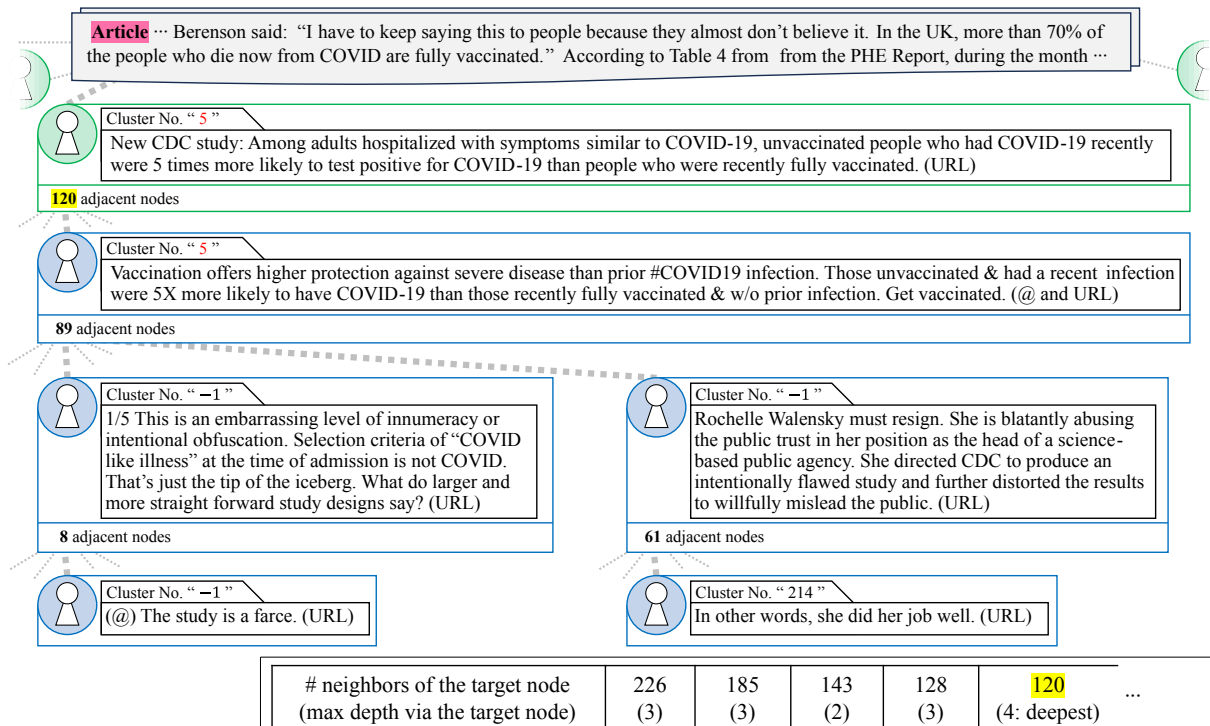 Article ··· Berenson said: “I have to keep saying this to people because they almost don’t believe it. In the UK, more than 70% of
the people who die now from COVID are fully vaccinated.” According to Table 4 from from the PHE Report, during the month ···
Cluster No. “ 5 ”
New CDC study: Among adults hospitalized with symptoms similar to COVID-19, unvaccinated people who had COVID-19 recently
were 5 times more likely to test positive for COVID-19 than people who were recently fully vaccinated. (URL)
120 adjacent nodes
Cluster No. “ 5 ”
Vaccination offers higher protection against severe disease than prior #COVID19 infection. Those unvaccinated & had a recent infection
were 5X more likely to have COVID-19 than those recently fully vaccinated & w/o prior infection. Get vaccinated. (@ and URL)
89 adjacent nodes
Cluster No. “ −1 ”
1/5 This is an embarrassing level of innumeracy or
intentional obfuscation. Selection criteria of “COVID
like illness” at the time of admission is not COVID.
That’s just the tip of the iceberg. What do larger and
more straight forward study designs say? (URL)
8 adjacent nodes
Cluster No. “ −1 ”
Rochelle Walensky must resign. She is blatantly abusing
the public trust in her position as the head of a science-
based public agency. She directed CDC to produce an
intentionally flawed study and further distorted the results
to willfully mislead the public. (URL)
61 adjacent nodes
Cluster No. “ −1 ”
(@) The study is a farce. (URL)
Cluster No. “ 214 ”
In other words, she did her job well. (URL)
# neighbors of the target node 226 185 143 128 120 ...
(max depth via the target node) (3) (3) (2) (3) (4: deepest)